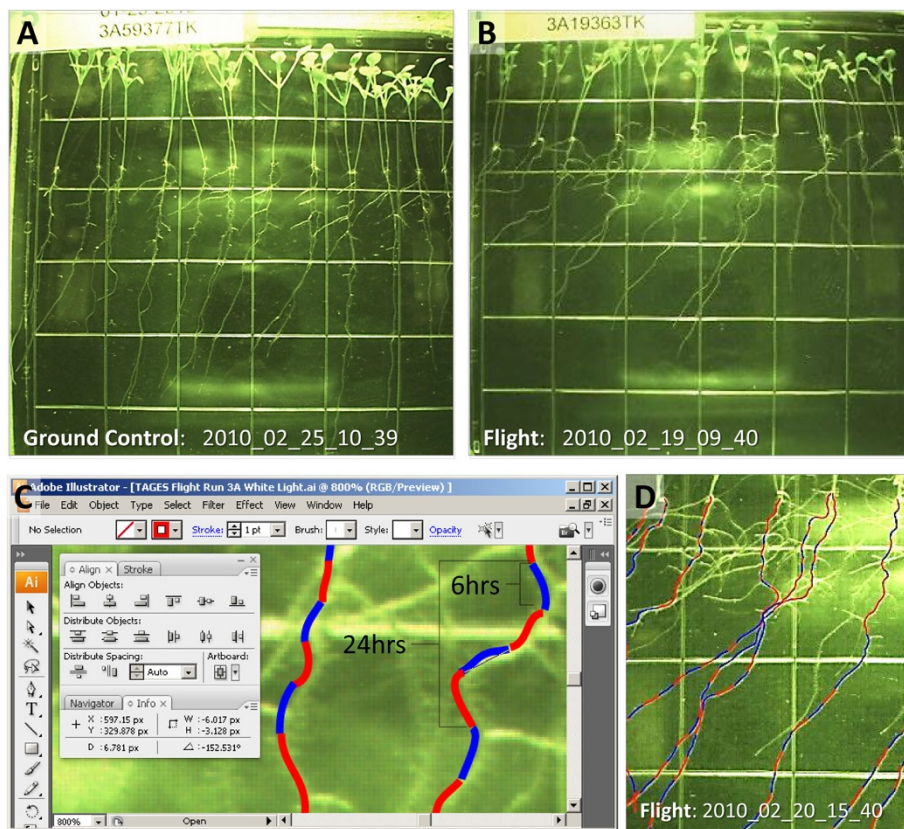 A
3A59377TK
Ground Control: 2010_02_25_10_39
B
3A19363TK
Flight: 2010_02_19_09_40
C
Adobe Illustrator - [TAGES Flight Run 3A White Light.ai @ 800% (RGB/Preview) ]
File Edit Object Type Select Filter Effect View Window Help
No Selection Stroke: 1 pt Brush: Style: Opacity
Ai
Align x Stroke
Align Objects:
Distribute Objects:
Distribute Spacing: Artboard:
Auto
Navigator Info x
X :597.15 px W :-6.017 px
Y :329.878 px H :-3.128 px
D :6.781 px :-152.531°
6hrs
24hrs
800% Open
D
Flight: 2010_02_20_15_40